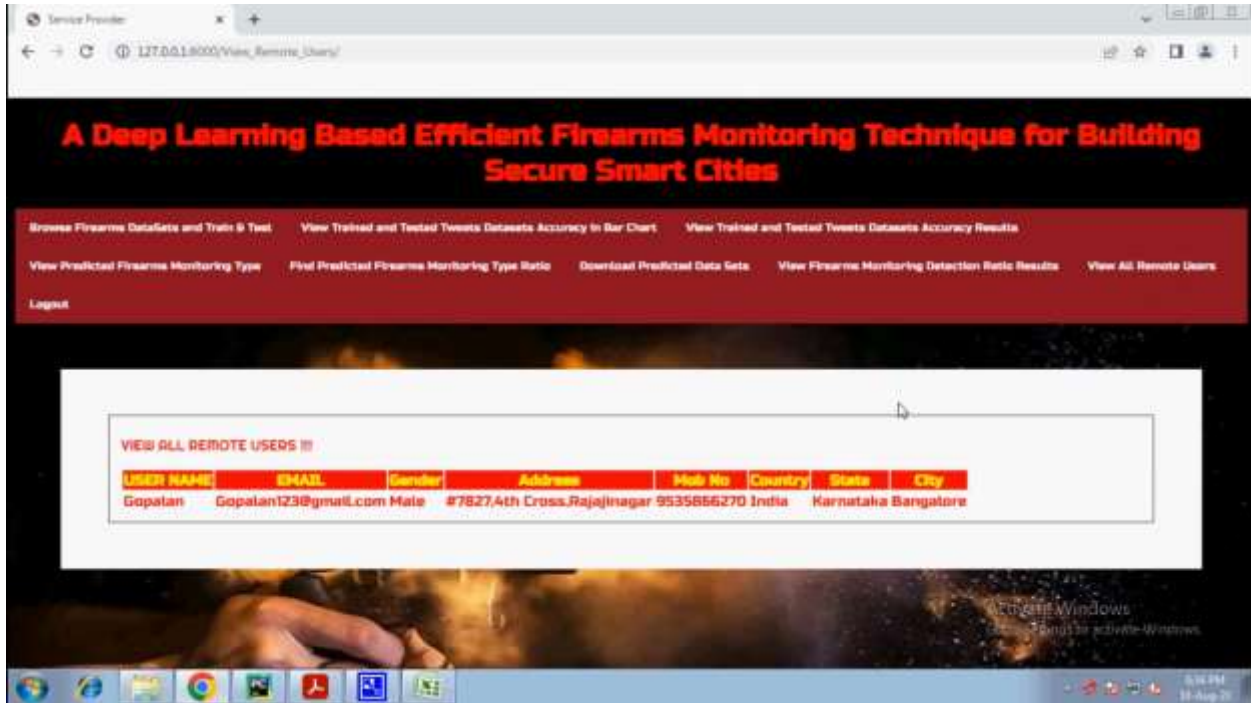 Service Provider
127.0.0.1:8000/View_Remote_Users/
A Deep Learning Based Efficient Firearms Monitoring Technique for Building
Secure Smart Cities
Browse Firearms DataSets and Train & Test View Trained and Tested Tweets Datasets Accuracy in Bar Chart View Trained and Tested Tweets Datasets Accuracy Results
View Predicted Firearms Monitoring Type Find Predicted Firearms Monitoring Type Ratio Download Predicted Data Sets View Firearms Monitoring Detection Ratio Results View All Remote Users
Logout
VIEW ALL REMOTE USERS !!!
USER NAME EMAIL Gender Address Mob No Country State City
Gopalan Gopalan123@gmail.com Male #7827,4th Cross,Rajajinagar 9535866270 India Karnataka Bangalore
Windows
to activate Windows.
PM